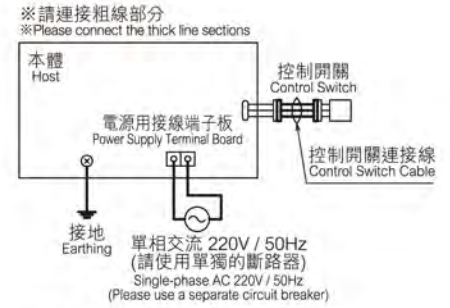 ※請連接粗線部分
※Please connect the thick line sections
本體
Host
控制開關
Control Switch
電源用接線端子板
Power Supply Terminal Board
控制開關連接線
Control Switch Cable
接地
Earthing
單相交流 220V / 50Hz
(請使用單獨的斷路器)
Single-phase AC 220V / 50Hz
(Please use a separate circuit breaker)